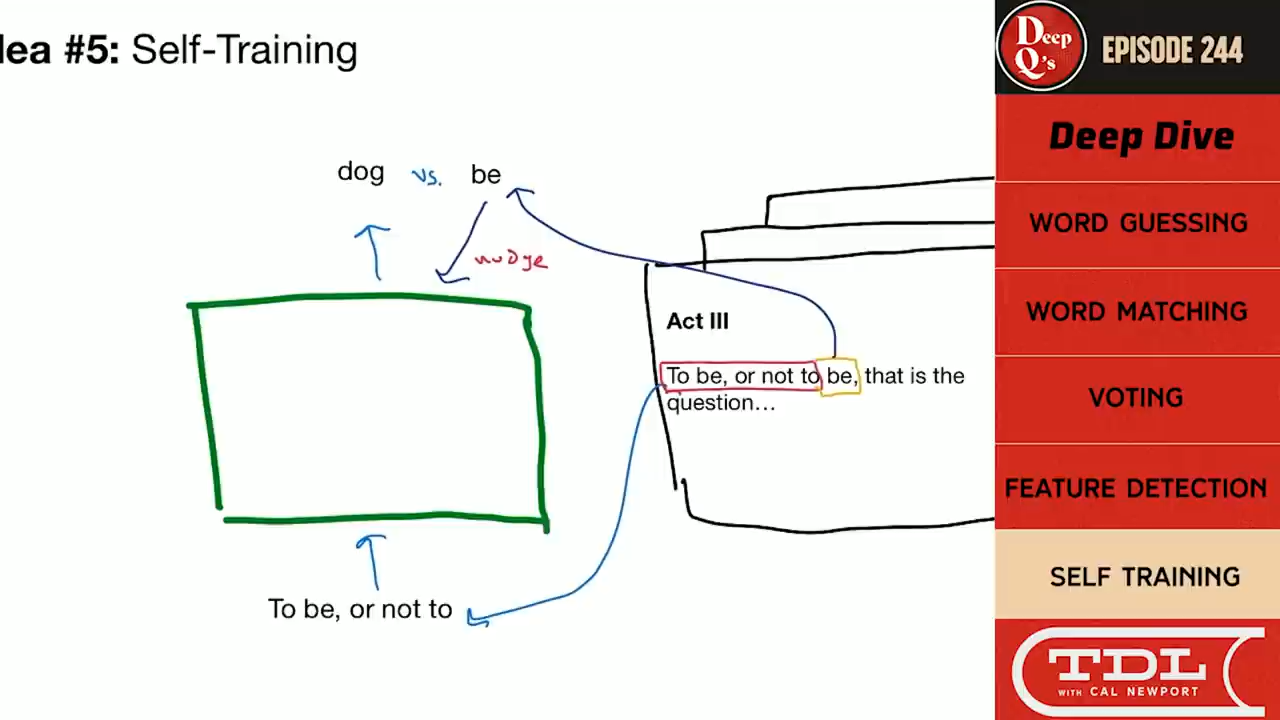 dea #5: Self-Training
dog vs. be
nudge
Act III
To be, or not to be, that is the
question...
To be, or not to
Deep
Q's
EPISODE 244
Deep Dive
WORD GUESSING
WORD MATCHING
VOTING
FEATURE DETECTION
SELF TRAINING
TDL
WITH CAL NEWPORT